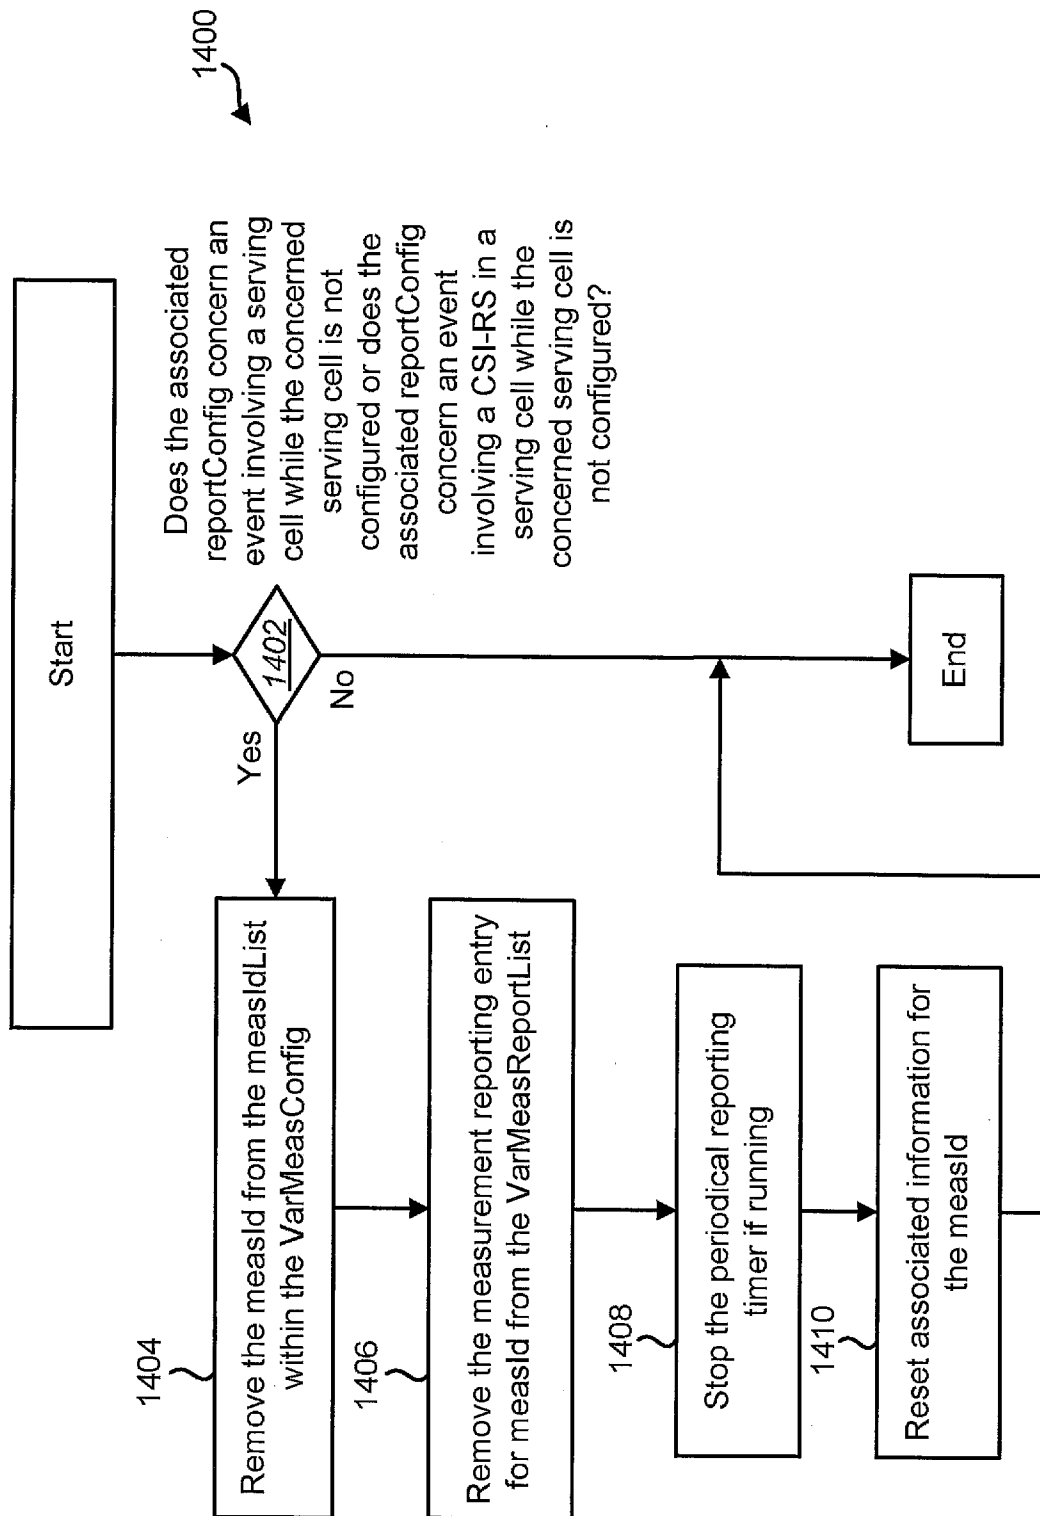 1400
Start
Does the associated
reportConfig concern an
event involving a serving
cell while the concerned
serving cell is not
configured or does the
associated reportConfig
concern an event
involving a CSI-RS in a
serving cell while the
concerned serving cell is
not configured?
1402
Yes
No
1404
Remove the measId from the measIdList
within the VarMeasConfig
1406
Remove the measurement reporting entry
for measId from the VarMeasReportList
1408
Stop the periodical reporting
timer if running
1410
Reset associated information for
the measId
End